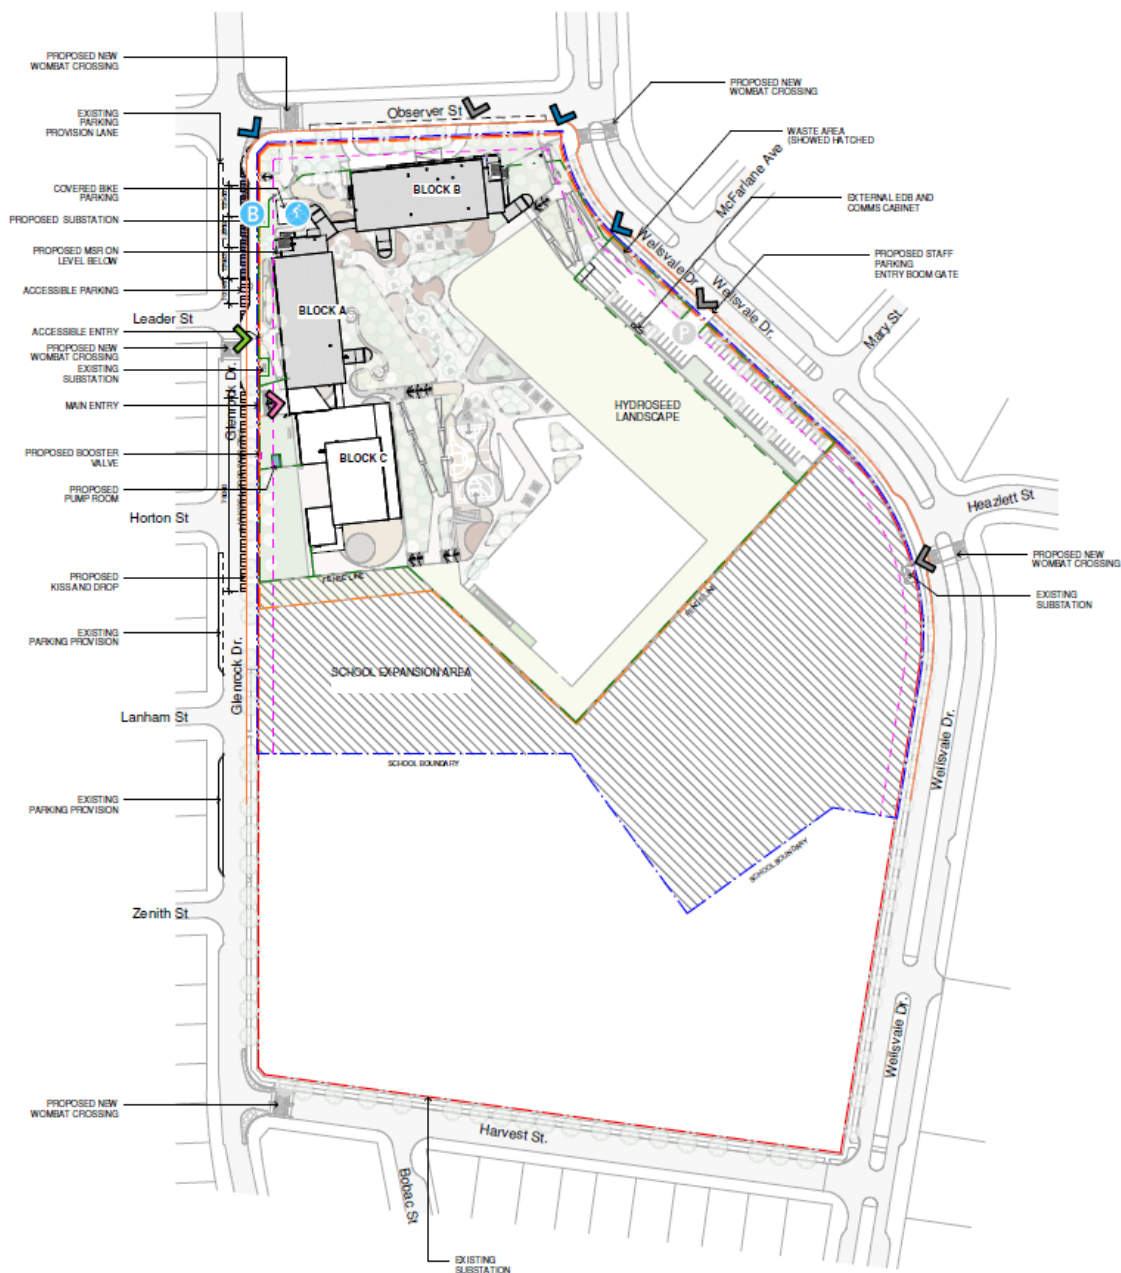 PROPOSED NEW
WOMBAT CROSSING
EXISTING
PARKING
PROVISION LANE
COVERED BIKE
PARKING
PROPOSED SUBSTATION
PROPOSED MSR ON
LEVEL BELOW
ACCESSIBLE PARKING
Leader St
ACCESSIBLE ENTRY
PROPOSED NEW
WOMBAT CROSSING
EXISTING
SUBSTATION
MAIN ENTRY
PROPOSED BOOSTER
VALVE
PROPOSED
PUMP ROOM
Horton St
PROPOSED
KISS AND DROP
EXISTING
PARKING PROVISION
Lanham St
EXISTING
PARKING PROVISION
Zenith St
PROPOSED NEW
WOMBAT CROSSING
Observer St
B
BLOCK B
BLOCK A
BLOCK C
Glenrock Dr.
Glenrock Dr.
FENCE LINE
SCHOOL EXPANSION AREA
SCHOOL BOUNDARY
HYDROSEED
LANDSCAPE
P
FENCE LINE
SCHOOL BOUNDARY
PROPOSED NEW
WOMBAT CROSSING
WASTE AREA
(SHOWED HATCHED
McFarlane Ave
EXTERNAL EDB AND
COMMS CABINET
Wellsvale Dr.
Wellsvale Dr.
PROPOSED STAFF
PARKING
ENTRY BOOM GATE
Mary St.
Heazlett St
PROPOSED NEW
WOMBAT CROSSING
EXISTING
SUBSTATION
Wellsvale Dr.
Wellsvale Dr.
Harvest St.
Bobac St
EXISTING
SUBSTATION